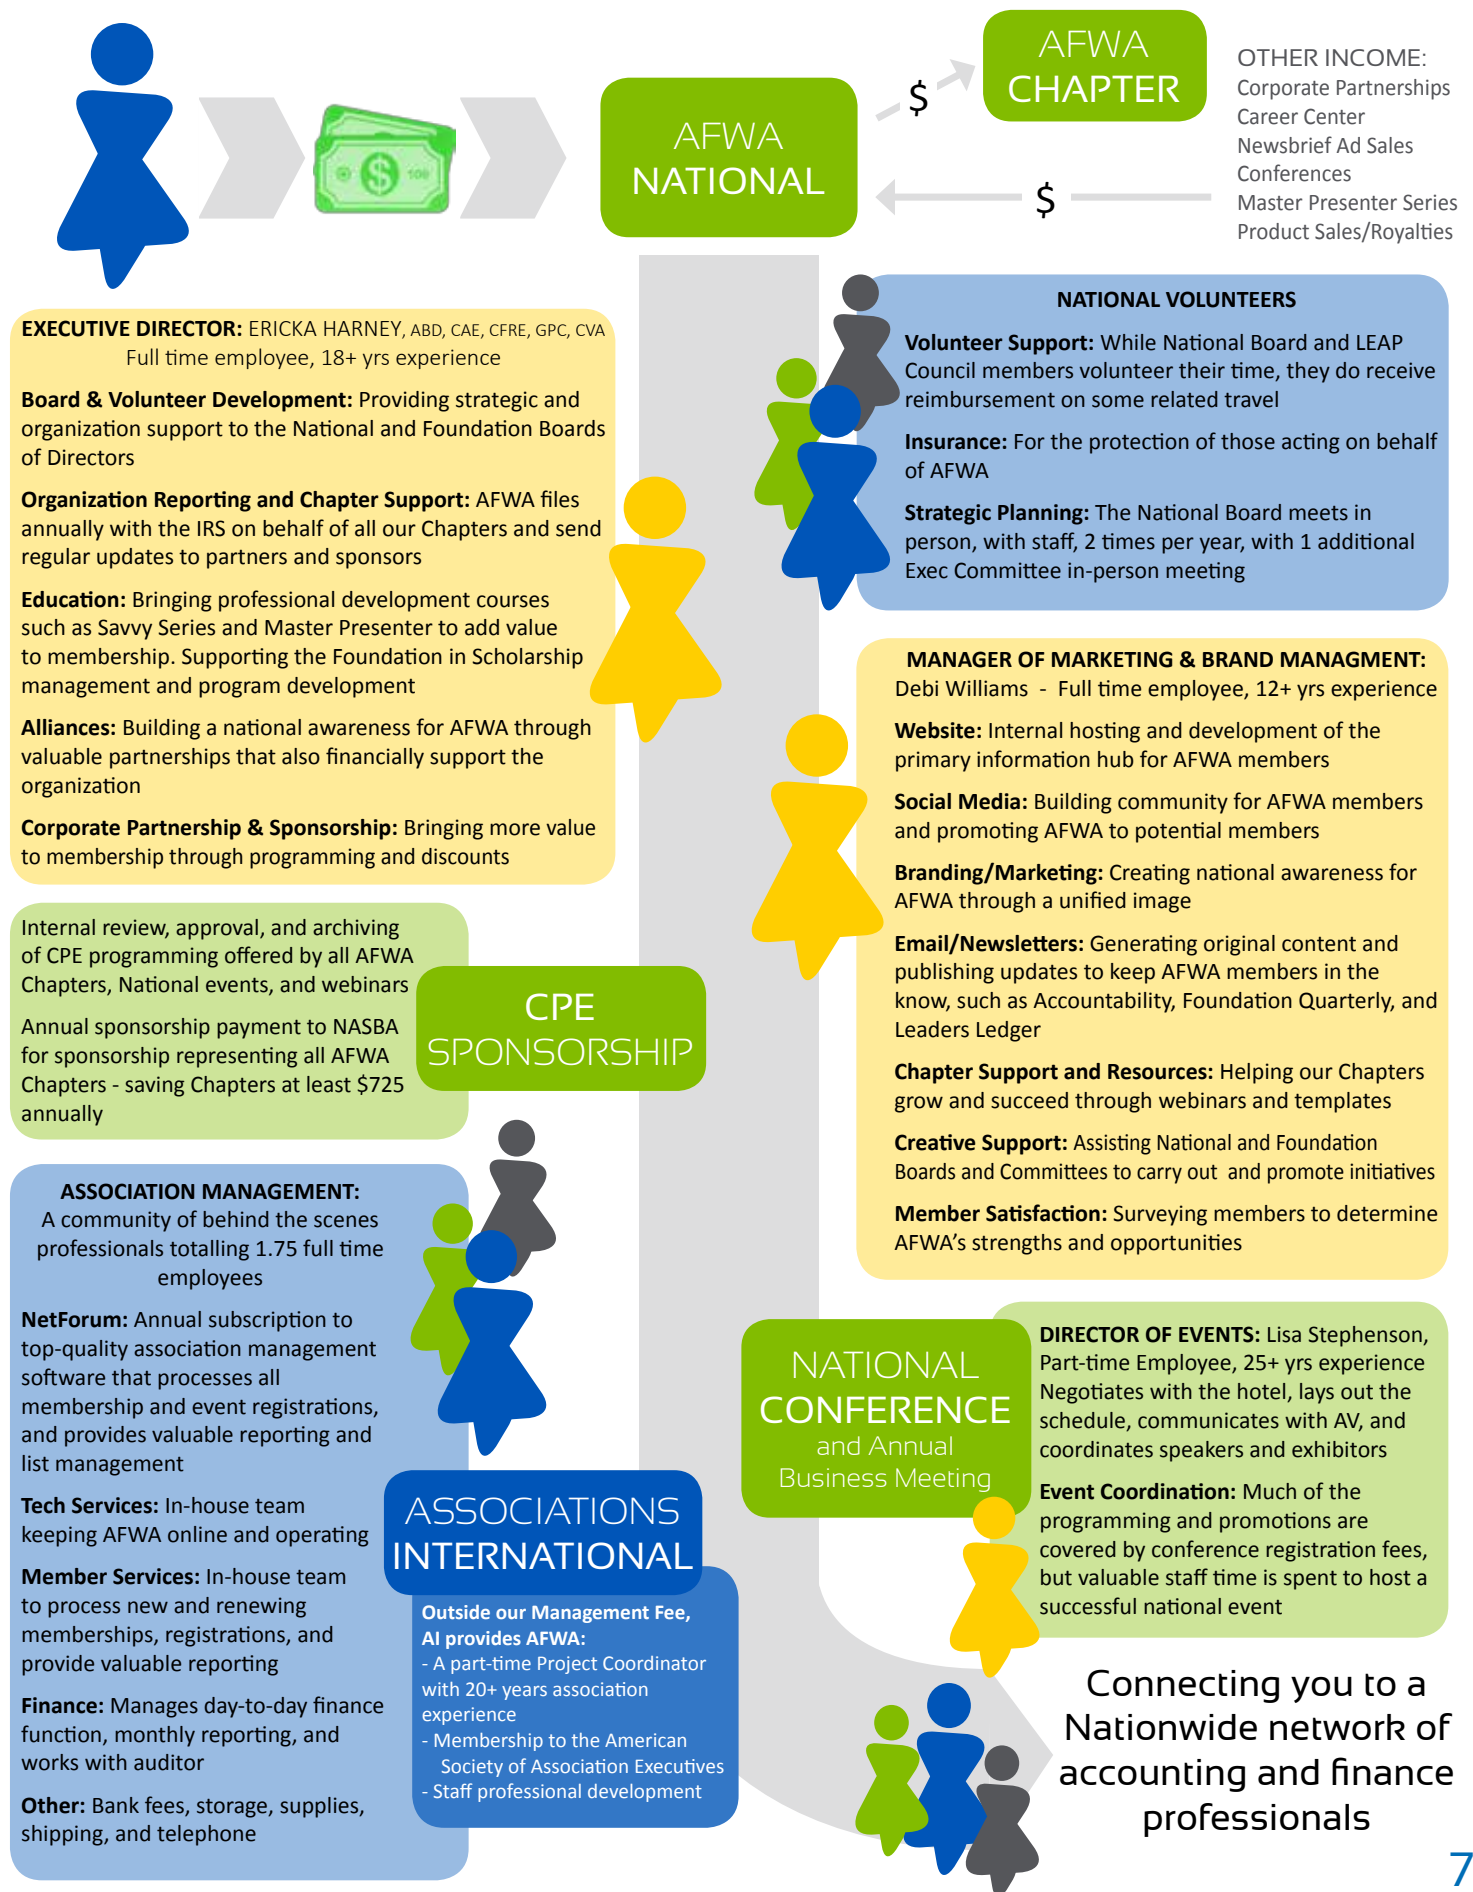 AFWA
NATIONAL
$
AFWA
CHAPTER
$
OTHER INCOME:
Corporate Partnerships
Career Center
Newsbrief Ad Sales
Conferences
Master Presenter Series
Product Sales/Royalties
EXECUTIVE DIRECTOR: ERICKA HARNEY, ABD, CAE, CFRE, GPC, CVA
Full time employee, 18+ yrs experience
Board & Volunteer Development: Providing strategic and
organization support to the National and Foundation Boards
of Directors
Organization Reporting and Chapter Support: AFWA files
annually with the IRS on behalf of all our Chapters and send
regular updates to partners and sponsors
Education: Bringing professional development courses
such as Savvy Series and Master Presenter to add value
to membership. Supporting the Foundation in Scholarship
management and program development
Alliances: Building a national awareness for AFWA through
valuable partnerships that also financially support the
organization
Corporate Partnership & Sponsorship: Bringing more value
to membership through programming and discounts
NATIONAL VOLUNTEERS
Volunteer Support: While National Board and LEAP
Council members volunteer their time, they do receive
reimbursement on some related travel
Insurance: For the protection of those acting on behalf
of AFWA
Strategic Planning: The National Board meets in
person, with staff, 2 times per year, with 1 additional
Exec Committee in-person meeting
MANAGER OF MARKETING & BRAND MANAGMENT:
Debi Williams - Full time employee, 12+ yrs experience
Website: Internal hosting and development of the
primary information hub for AFWA members
Social Media: Building community for AFWA members
and promoting AFWA to potential members
Branding/Marketing: Creating national awareness for
AFWA through a unified image
Email/Newsletters: Generating original content and
publishing updates to keep AFWA members in the
know, such as Accountability, Foundation Quarterly, and
Leaders Ledger
Chapter Support and Resources: Helping our Chapters
grow and succeed through webinars and templates
Creative Support: Assisting National and Foundation
Boards and Committees to carry out and promote initiatives
Member Satisfaction: Surveying members to determine
AFWA's strengths and opportunities
Internal review, approval, and archiving
of CPE programming offered by all AFWA
Chapters, National events, and webinars
Annual sponsorship payment to NASBA
for sponsorship representing all AFWA
Chapters - saving Chapters at least $725
annually
CPE
SPONSORSHIP
ASSOCIATION MANAGEMENT:
A community of behind the scenes
professionals totalling 1.75 full time
employees
NetForum: Annual subscription to
top-quality association management
software that processes all
membership and event registrations,
and provides valuable reporting and
list management
Tech Services: In-house team
keeping AFWA online and operating
Member Services: In-house team
to process new and renewing
memberships, registrations, and
provide valuable reporting
Finance: Manages day-to-day finance
function, monthly reporting, and
works with auditor
Other: Bank fees, storage, supplies,
shipping, and telephone
ASSOCIATIONS
INTERNATIONAL
Outside our Management Fee,
AI provides AFWA:
- A part-time Project Coordinator
with 20+ years association
experience
- Membership to the American
Society of Association Executives
- Staff professional development
NATIONAL
CONFERENCE
and Annual
Business Meeting
DIRECTOR OF EVENTS: Lisa Stephenson,
Part-time Employee, 25+ yrs experience
Negotiates with the hotel, lays out the
schedule, communicates with AV, and
coordinates speakers and exhibitors
Event Coordination: Much of the
programming and promotions are
covered by conference registration fees,
but valuable staff time is spent to host a
successful national event
Connecting you to a
Nationwide network of
accounting and finance
professionals
7